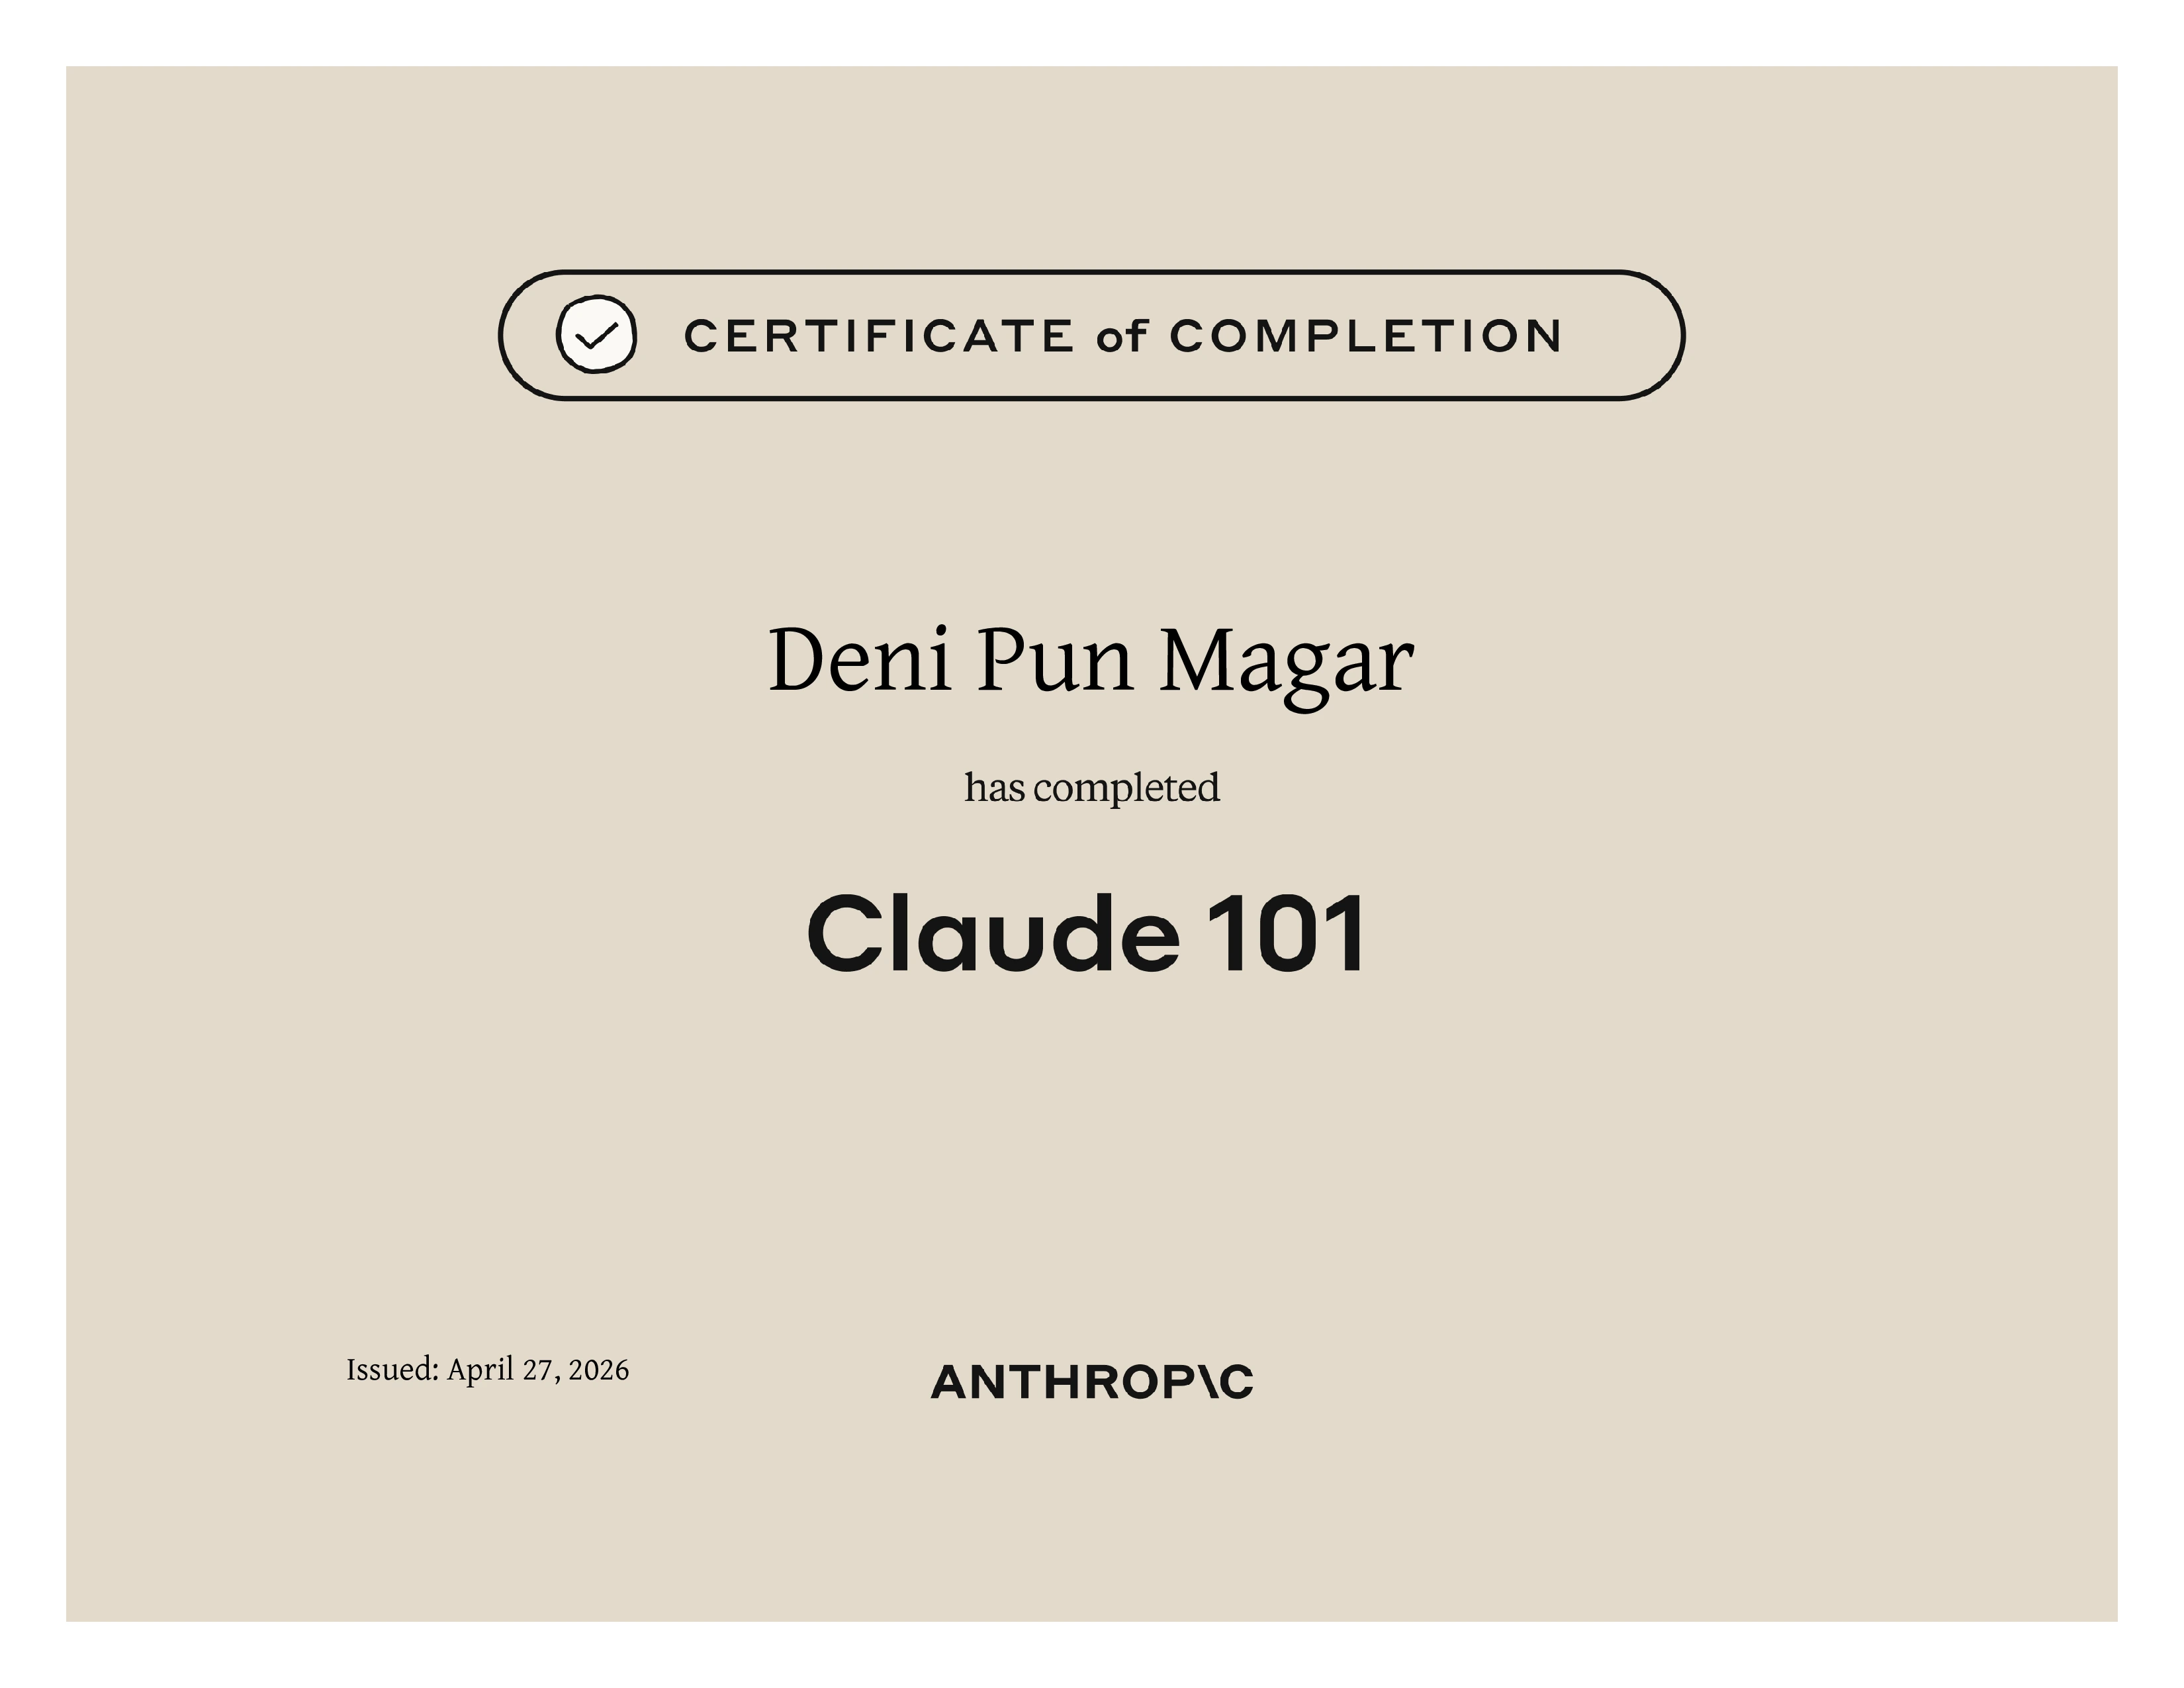 CERTIFICATE of COMPLETION
Deni Pun Magar
has completed
Claude 101
Issued: April 27, 2026
ANTHROP\C